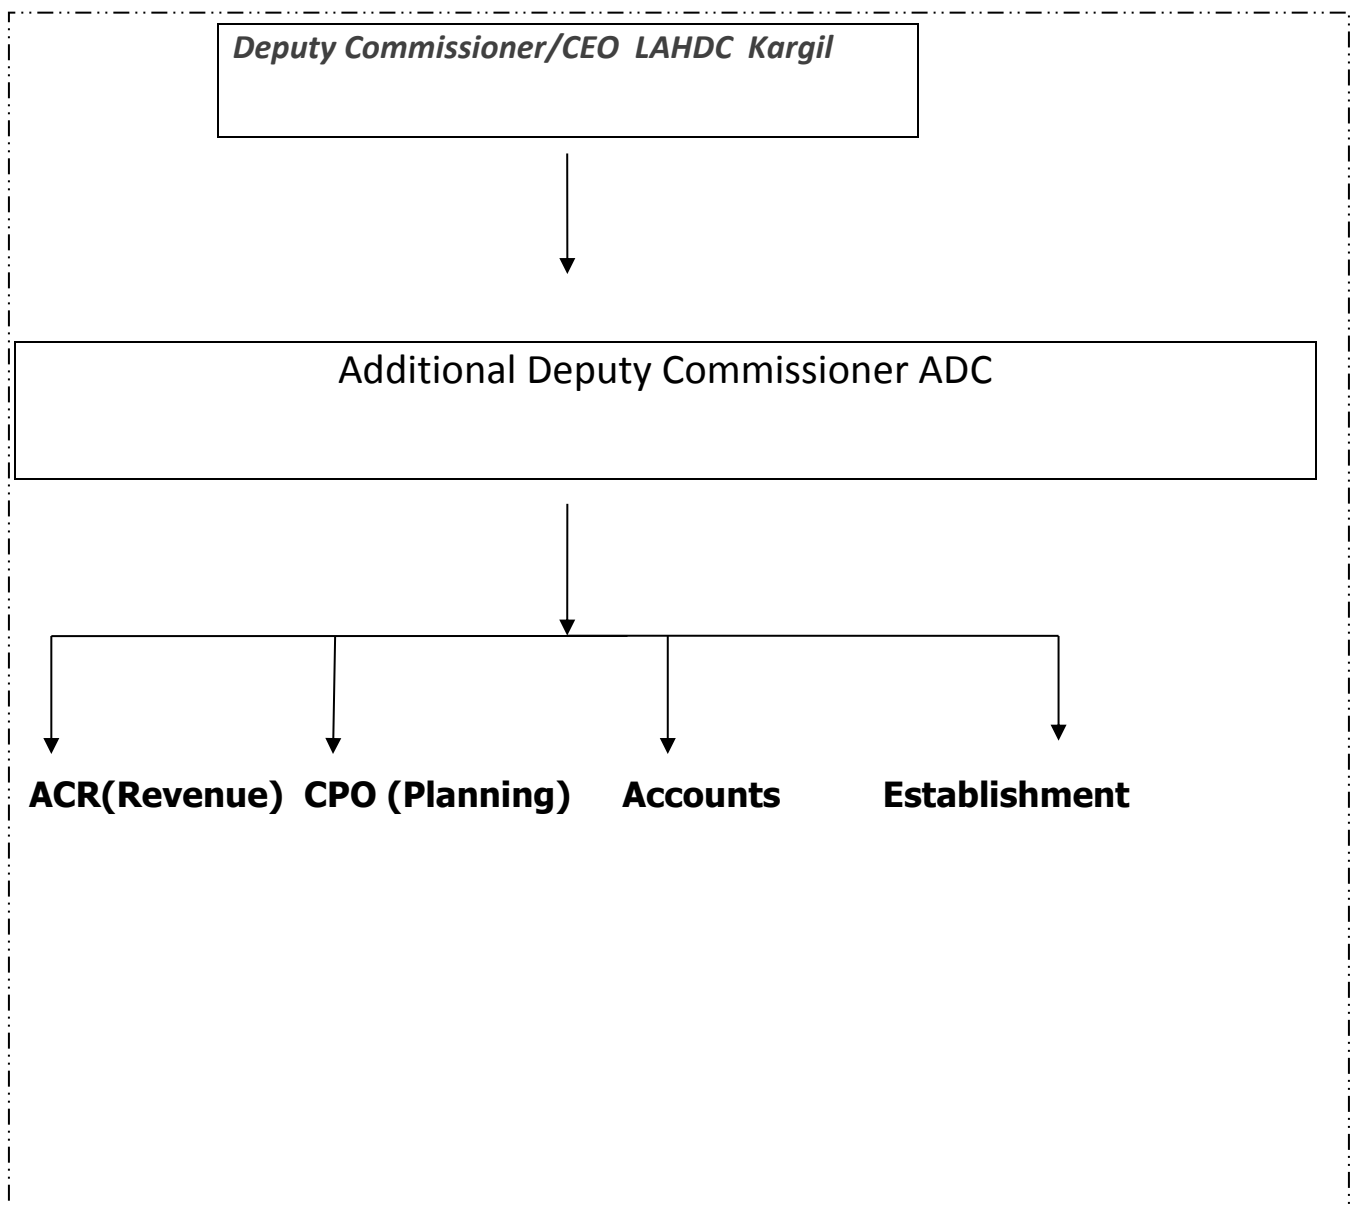 Deputy Commissioner/CEO LAHDC Kargil
Additional Deputy Commissioner ADC
ACR(Revenue) CPO (Planning) Accounts Establishment